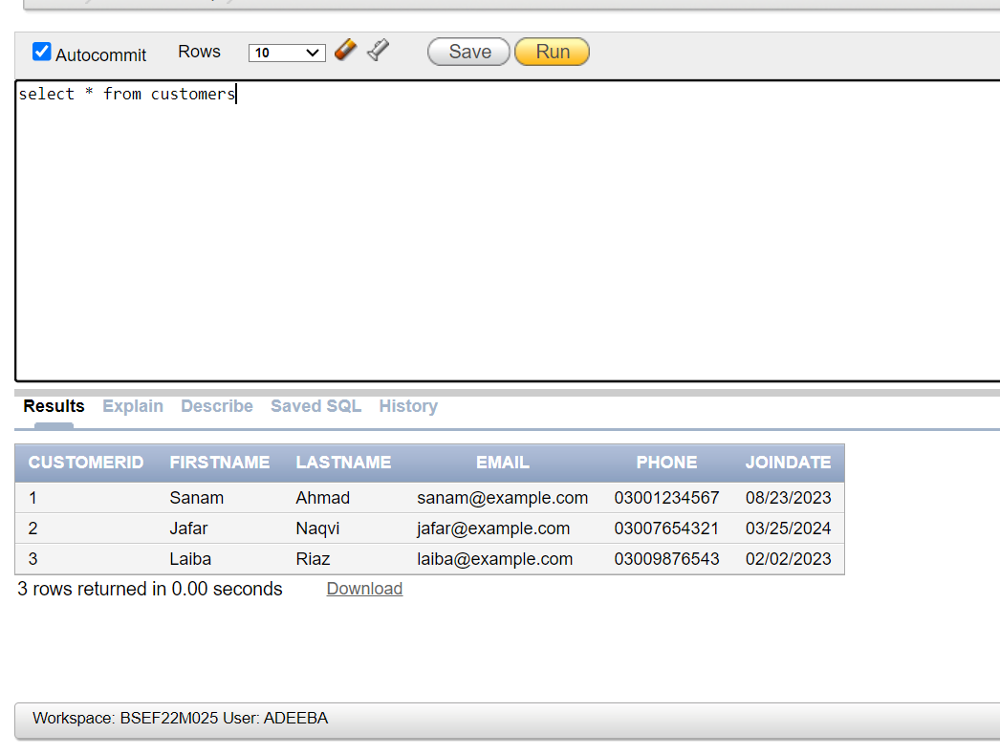 Autocommit Rows 10 Save Run
select * from customers
Results Explain Describe Saved SQL History
CUSTOMERID FIRSTNAME LASTNAME EMAIL PHONE JOINDATE
1 Sanam Ahmad sanam@example.com 03001234567 08/23/2023
2 Jafar Naqvi jafar@example.com 03007654321 03/25/2024
3 Laiba Riaz laiba@example.com 03009876543 02/02/2023
3 rows returned in 0.00 seconds Download
Workspace: BSEF22M025 User: ADEEBA